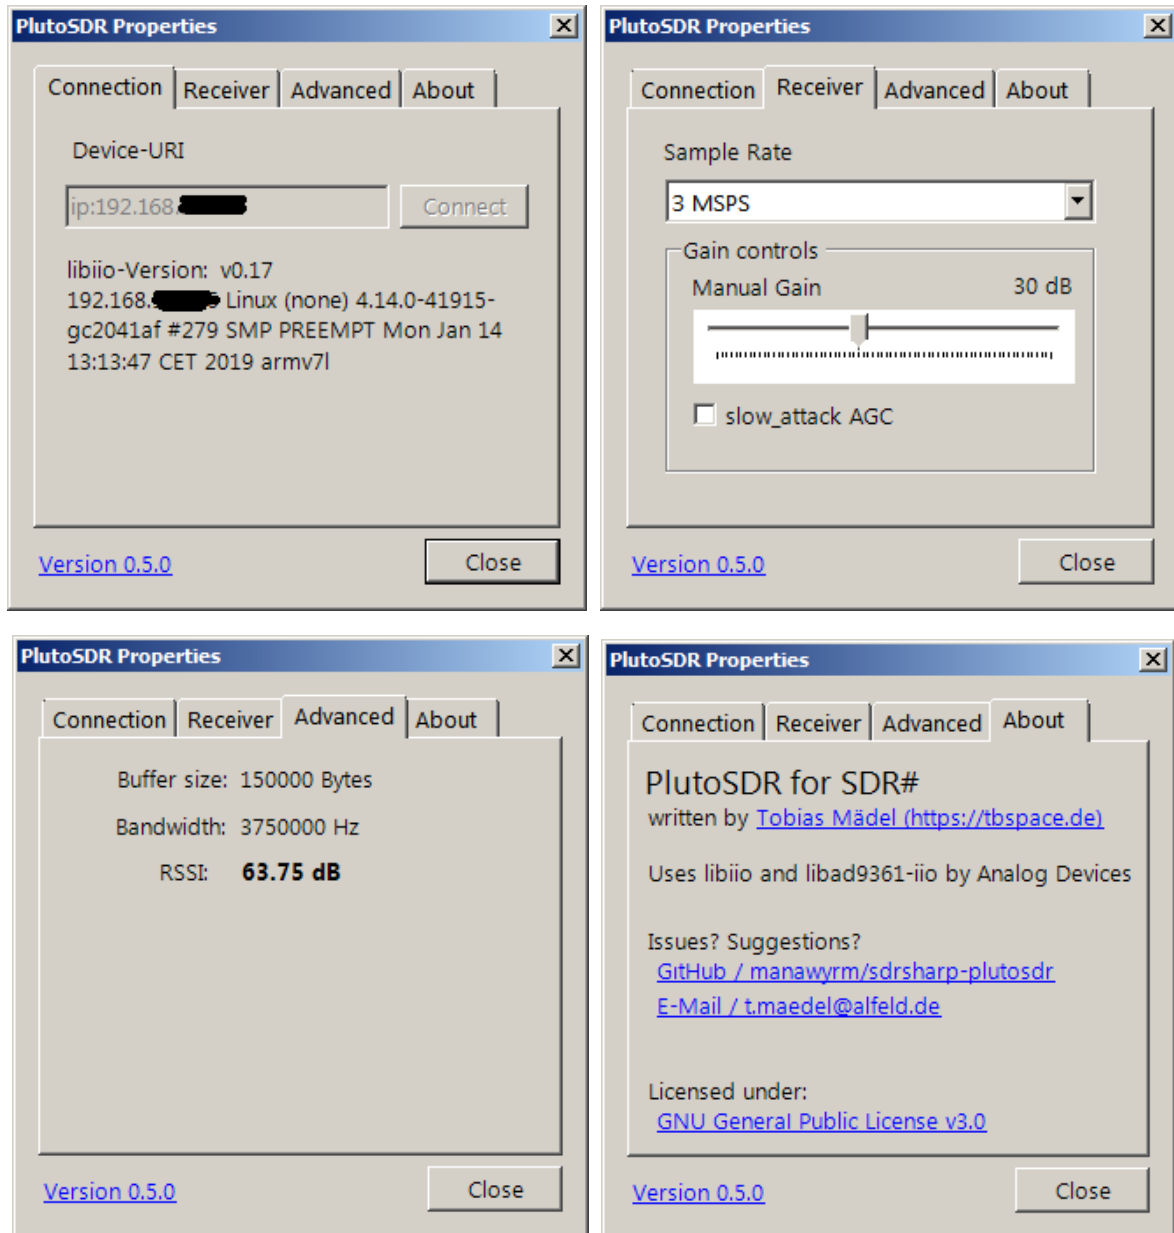 PlutoSDR Properties
Connection Receiver Advanced About
Device-URI
ip:192.168. Connect
libiio-Version: v0.17
192.168. Linux (none) 4.14.0-41915-
gc2041af #279 SMP PREEMPT Mon Jan 14
13:13:47 CET 2019 armv7l
Version 0.5.0 Close
PlutoSDR Properties
Connection Receiver Advanced About
Sample Rate
3 MSPS
Gain controls
Manual Gain 30 dB
slow_attack AGC
Version 0.5.0 Close
PlutoSDR Properties
Connection Receiver Advanced About
Buffer size: 150000 Bytes
Bandwidth: 3750000 Hz
RSSI: 63.75 dB
Version 0.5.0 Close
PlutoSDR Properties
Connection Receiver Advanced About
PlutoSDR for SDR#
written by Tobias Mädel (https://tbspace.de)
Uses libiio and libad9361-iio by Analog Devices
Issues? Suggestions?
GitHub / manawyrm/sdrsharp-plutosdr
E-Mail / t.maedel@alfeld.de
Licensed under:
GNU General Public License v3.0
Version 0.5.0 Close